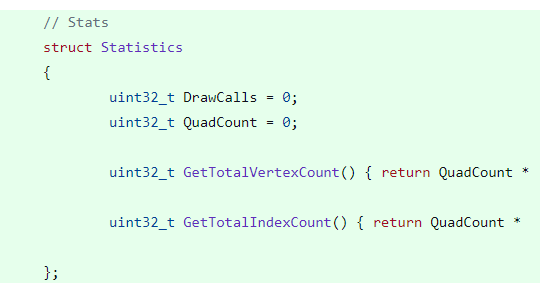 // Stats
struct Statistics
{
uint32_t DrawCalls = 0;
uint32_t QuadCount = 0;
uint32_t GetTotalVertexCount() { return QuadCount *
uint32_t GetTotalIndexCount() { return QuadCount *
};